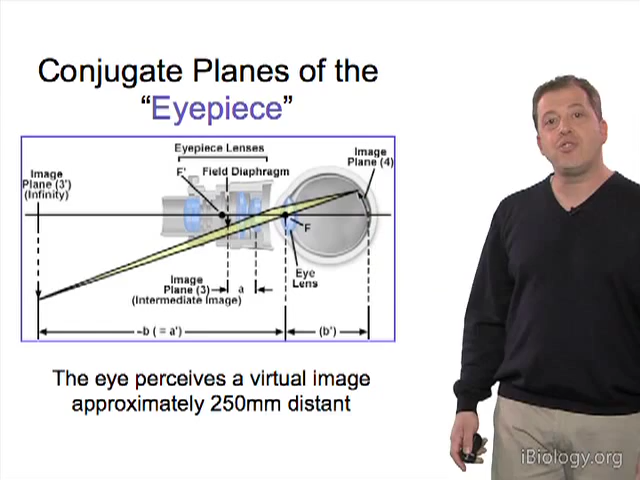 Conjugate Planes of the
“Eyepiece”
Eyepiece Lenses
Image
Plane (3')
(Infinity)
F'
Field Diaphragm
Image
Plane (4)
F
Eye
Lens
Image
Plane (3)
(Intermediate Image)
a
–b ( = a')
(b')
The eye perceives a virtual image
approximately 250mm distant
iBiology.org